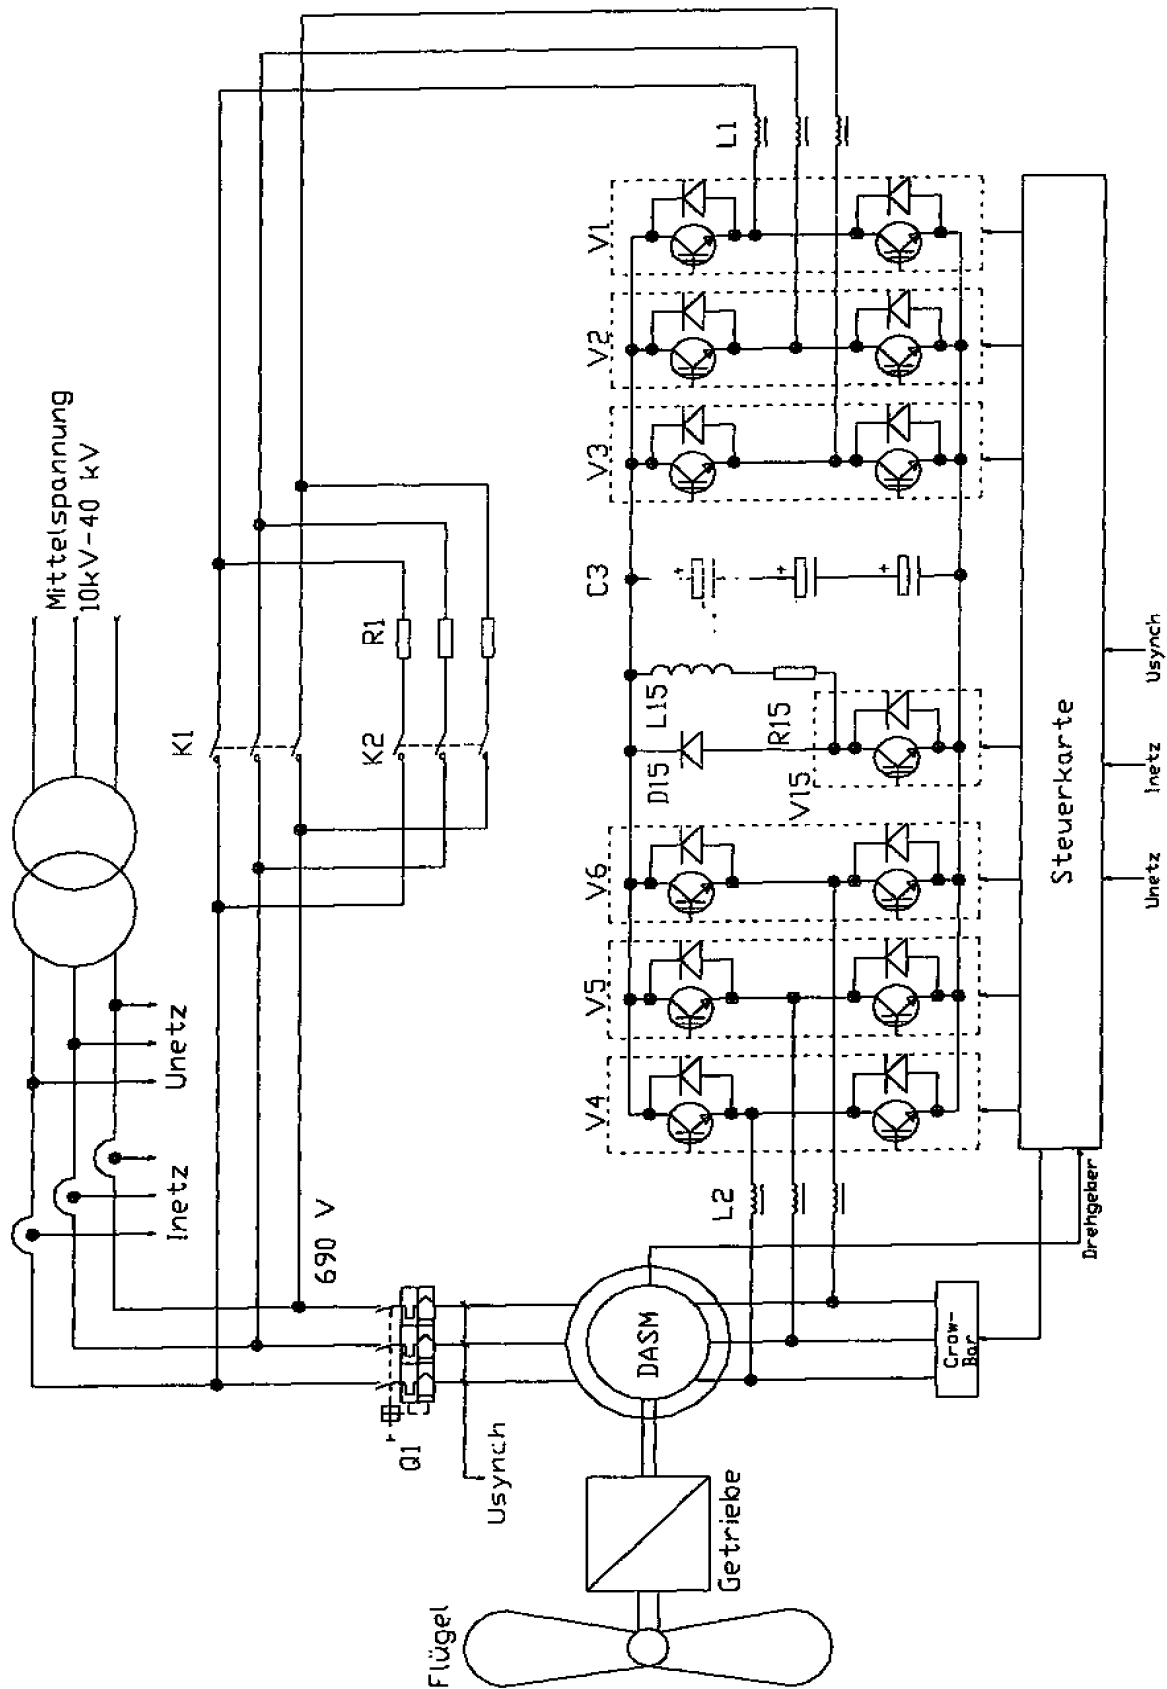 Mittelspannung
10kV-40 kV
Unetz
Inetz
690 V
K1
K2
R1
L1
V1
V2
V3
C3
L15
R15
D15
V15
V6
V5
V4
L2
Q1
Usynch
DASM
Crow-
Bar
Drehgeber
Steuerkarte
Unetz
Inetz
Usynch
Getriebe
Flügel